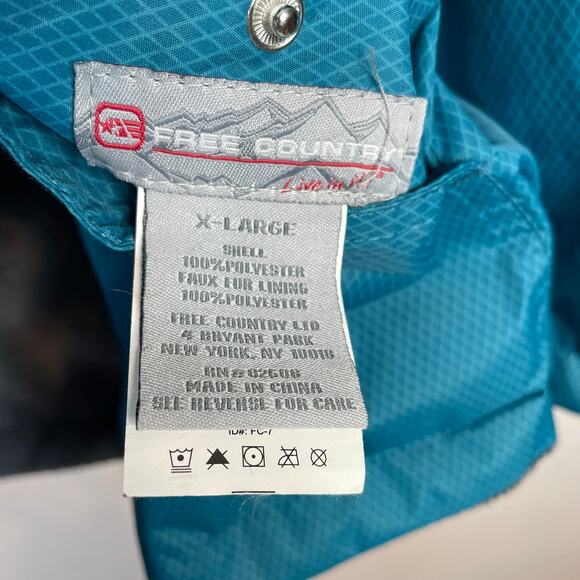 FREE COUNTRY
Live in it!
X-LARGE
SHELL
100%POLYESTER
FAUX FUR LINING
100%POLYESTER
FREE COUNTRY LTD
4 BRYANT PARK
NEW YORK, NY 10018
RN# 82606
MADE IN CHINA
SEE REVERSE FOR CARE
ID#: FC-7